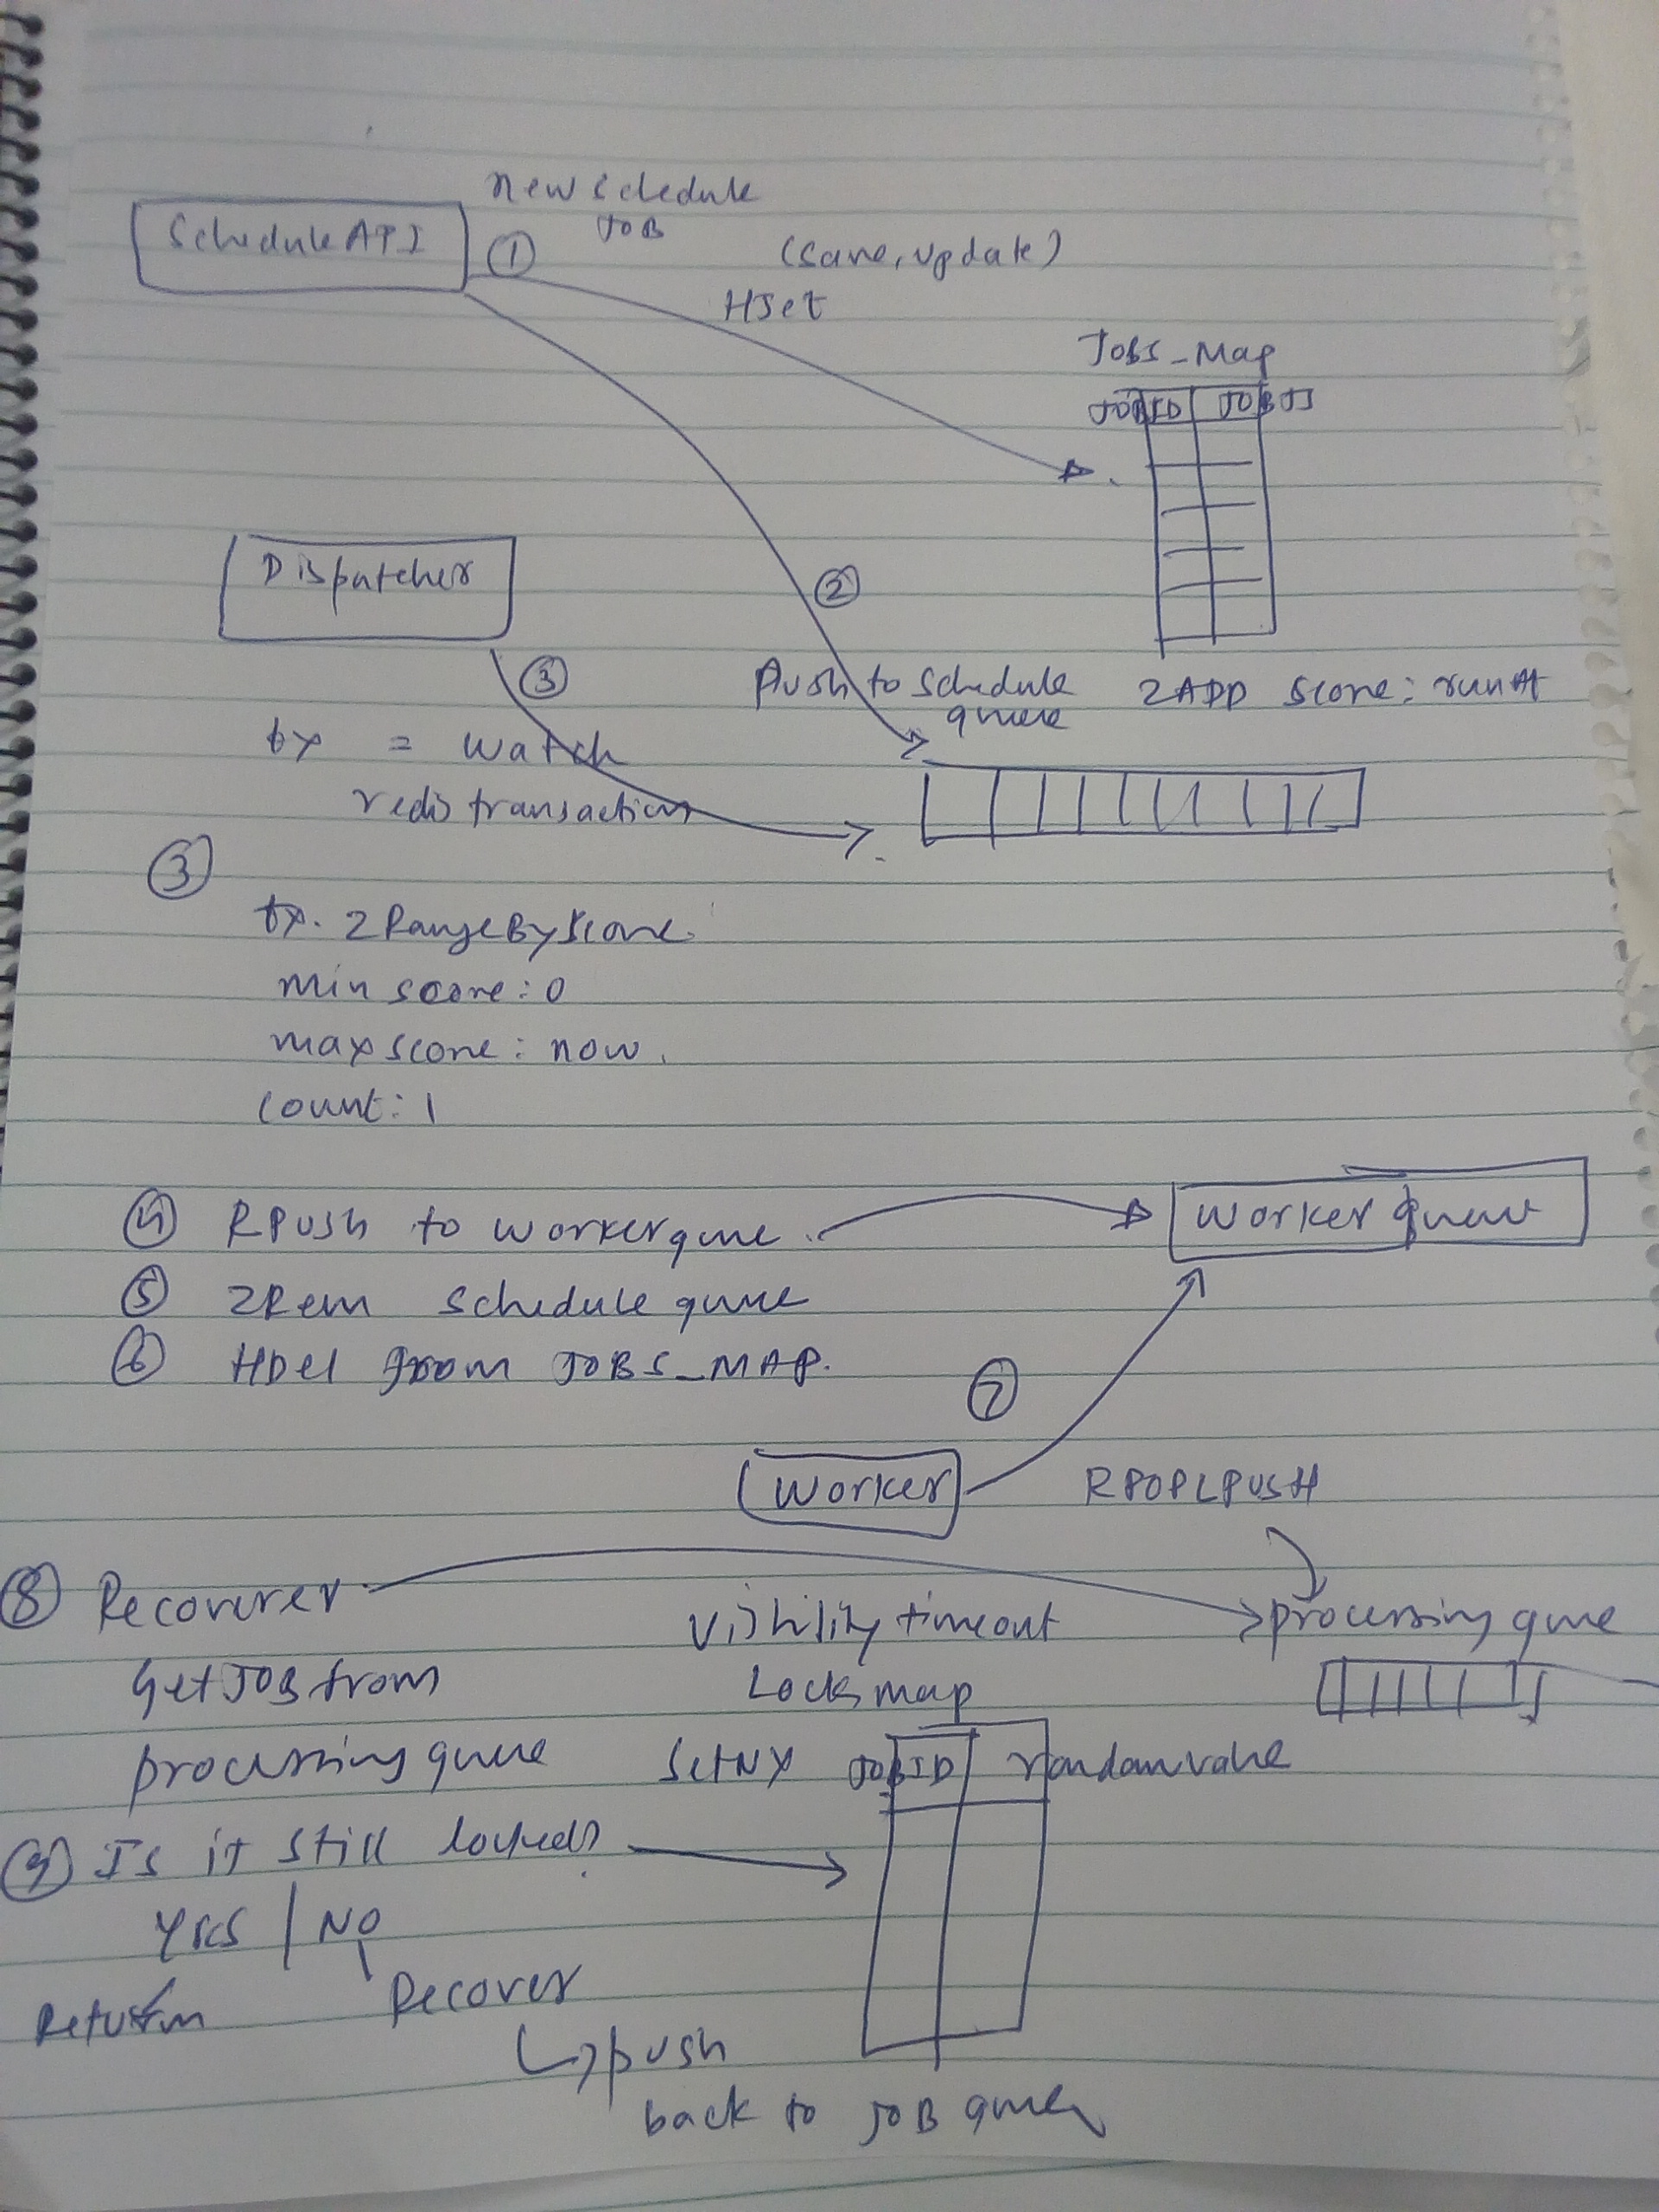 new schedule
JOB
ScheduleAPI
①
(save, update)
HSet
JOBS_Map
JOBID
Dispatcher
②
③
Push to schedule
queue
ZADD score: runAt
tx = watch
redis transaction
③
tx. ZRangeByScore
min score: 0
max score: now.
count: 1
④ RPush to workerqueue
worker queue
⑤ ZRem schedule queue
⑥ HDel from JOBS_MAP.
⑦
worker
RPOPLPUSH
⑧ Recoverer
processing queue
Visibility timeout
GetJOB from
Locks map
processing queue
SetNX JOBID randomvalue
⑨ Is it still locked?
Yes / NO
Return
Recover
push
back to JOB queue